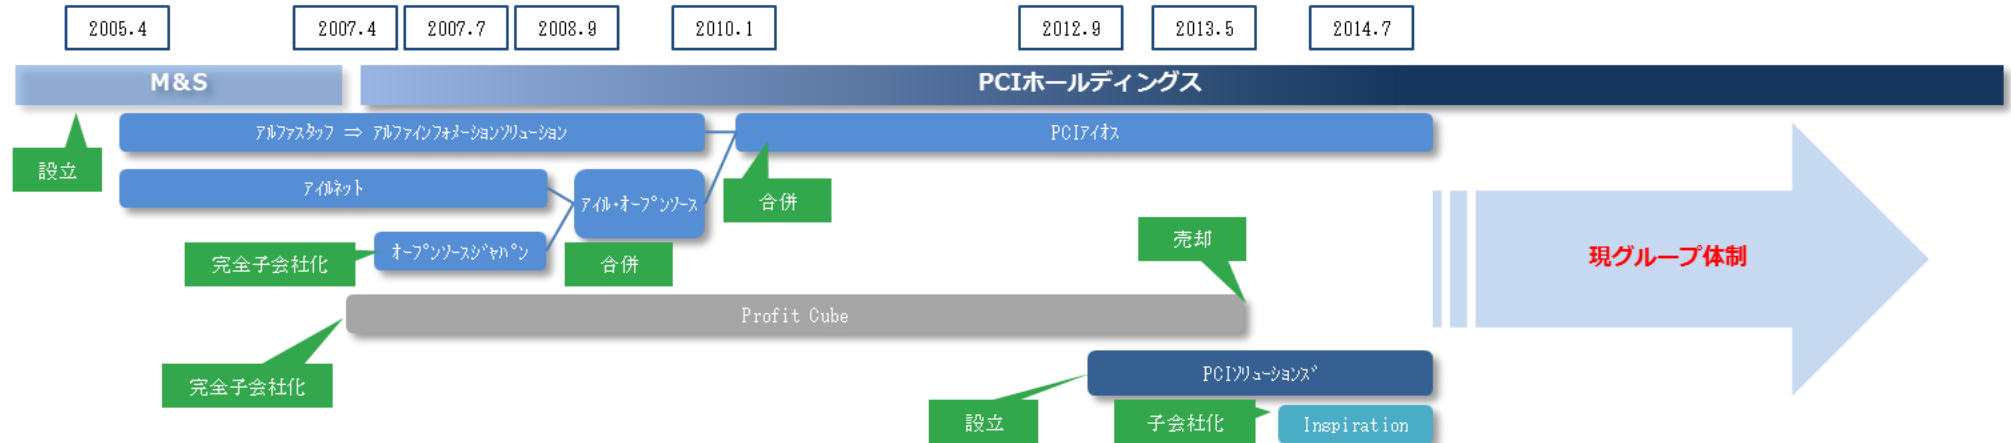 2005.4 2007.4 2007.7 2008.9 2010.1 2012.9 2013.5 2014.7
M&S PCIホールディングス
ｱﾙﾌｧｽﾀｯﾌ ⇒ ｱﾙﾌｧｲﾝﾌｫﾒｰｼｮﾝｿﾘｭｰｼｮﾝ PCIｱｲｵｽ
設立
ｱｲﾙﾈｯﾄ ｱｲﾙ･ｵｰﾌﾟﾝｿｰｽ 合併
完全子会社化 ｵｰﾌﾟﾝｿｰｽｼﾞｬﾊﾟﾝ 合併 売却 現グループ体制
Profit Cube
完全子会社化 PCIｿﾘｭｰｼｮﾝｽﾞ
設立 子会社化 Inspiration